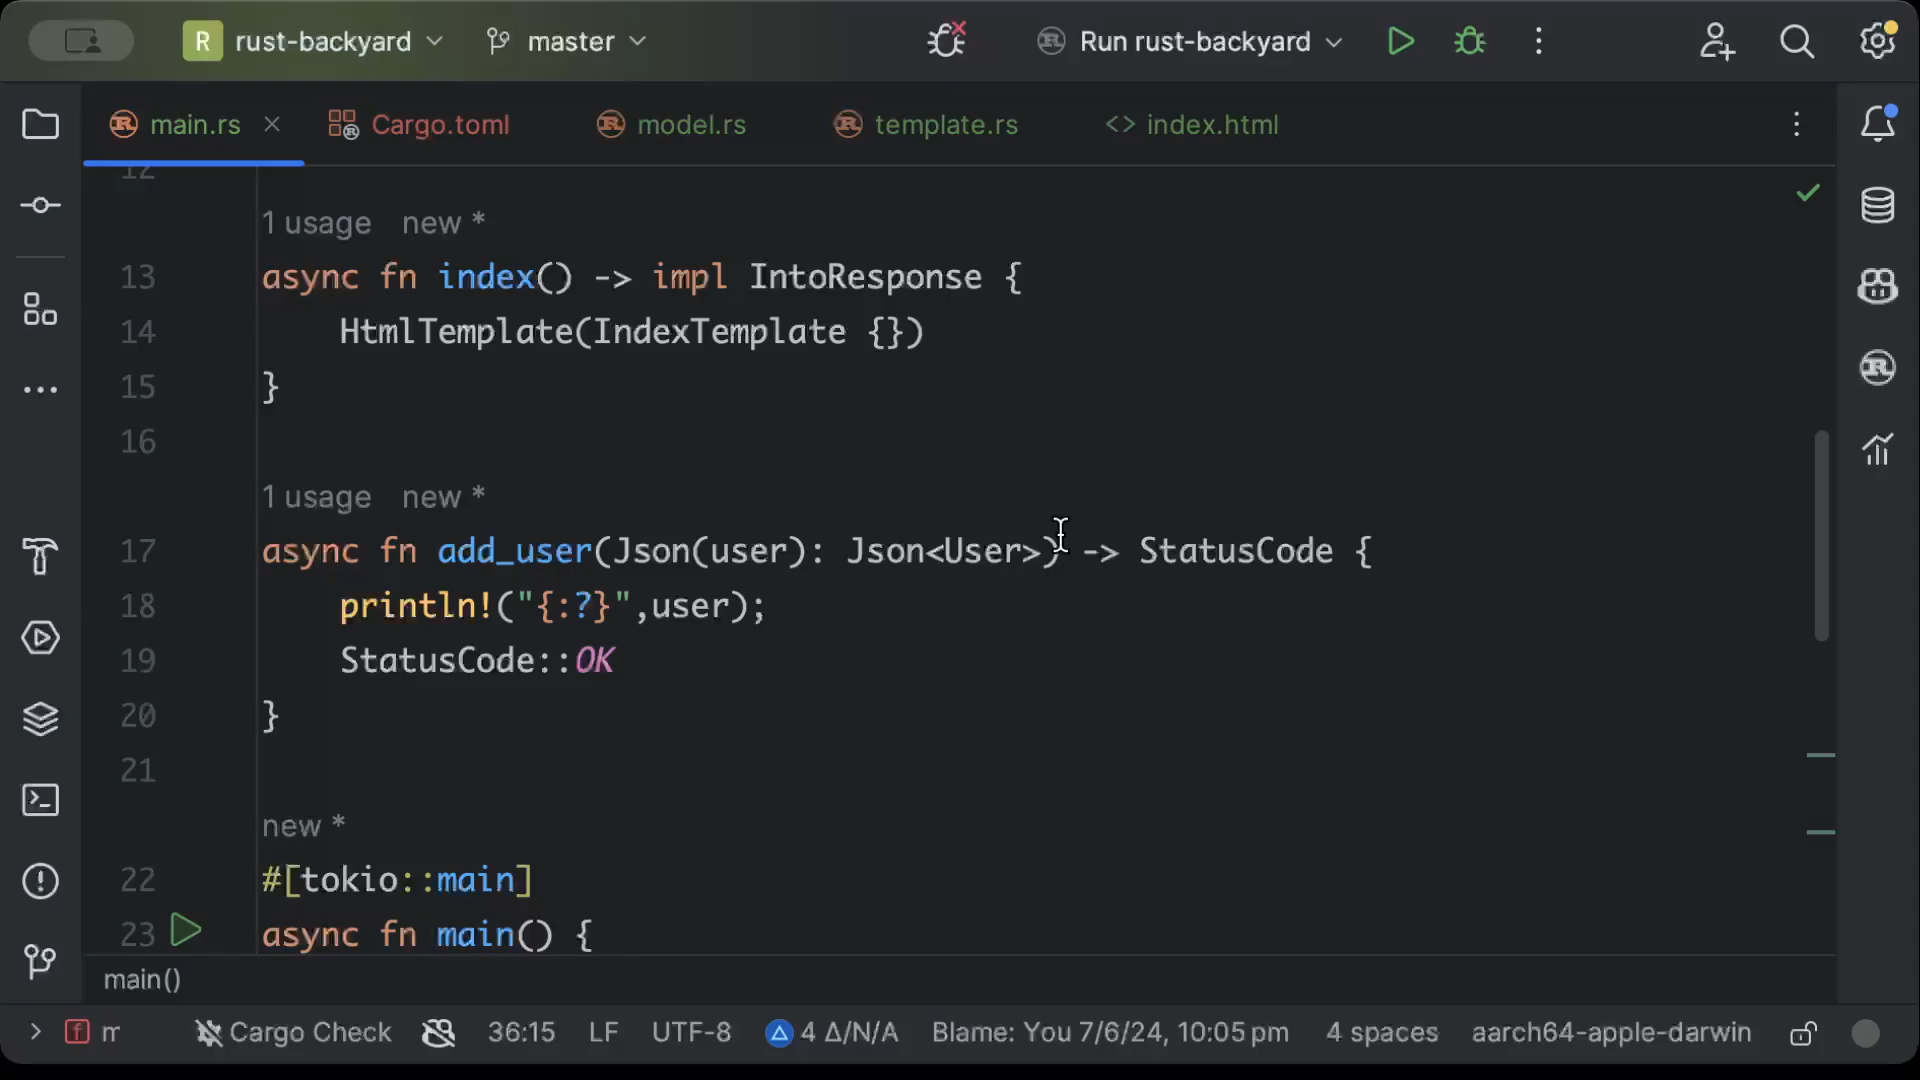 R rust-backyard master Run rust-backyard
main.rs Cargo.toml model.rs template.rs <> index.html
12
1 usage new *
13 async fn index() -> impl IntoResponse {
14 HtmlTemplate(IndexTemplate {})
15 }
16
1 usage new *
17 async fn add_user(Json(user): Json<User>) -> StatusCode {
18 println!("{:?}",user);
19 StatusCode::OK
20 }
21
new *
22 #[tokio::main]
23 async fn main() {
main()
f m Cargo Check 36:15 LF UTF-8 4 Δ/N/A Blame: You 7/6/24, 10:05 pm 4 spaces aarch64-apple-darwin